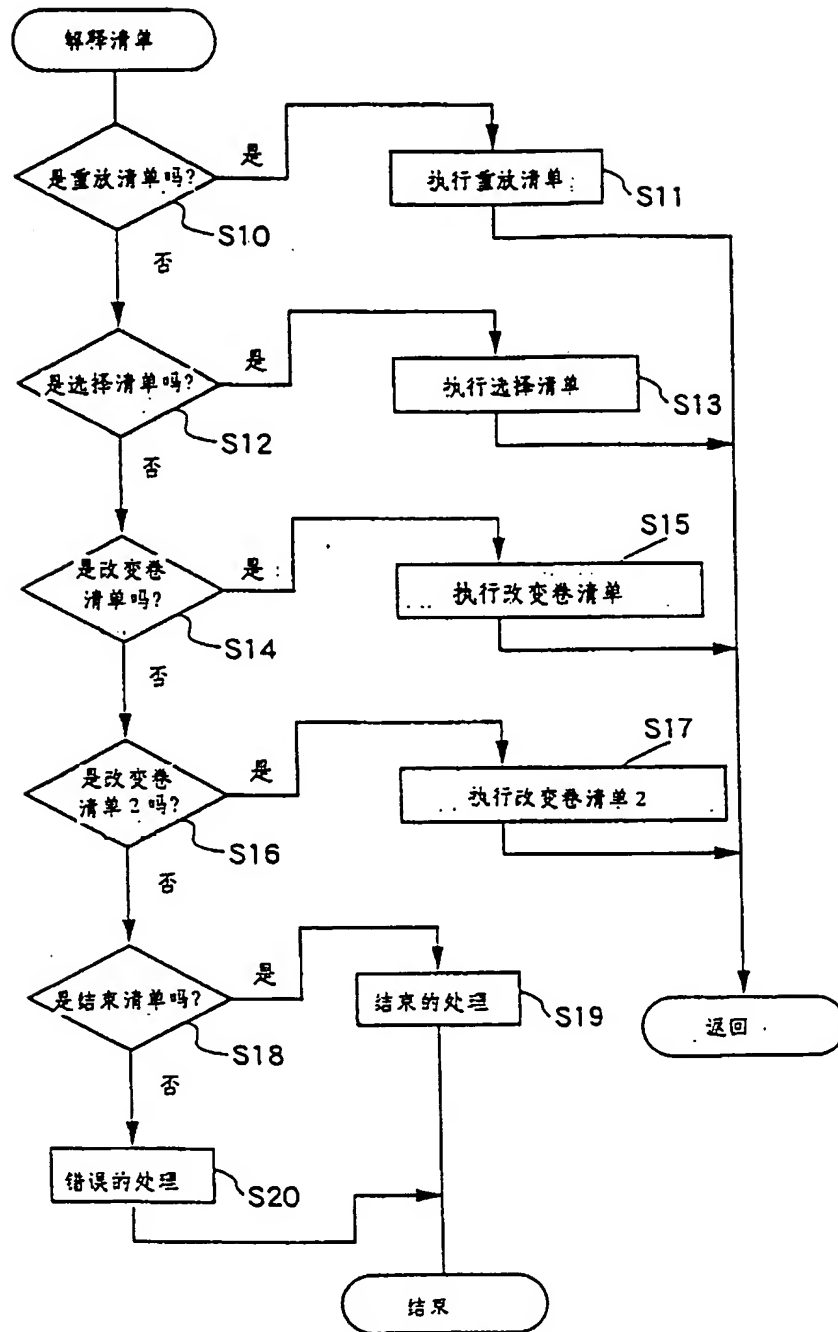 解释清单
是重放清单吗?
是
执行重放清单
S11
S10
否
是选择清单吗?
是
执行选择清单
S13
S12
否
是改变卷
清单吗?
是
S15
执行改变卷清单
S14
否
是改变卷
清单2吗?
是
S17
执行改变卷清单2
S16
否
是结束清单吗?
是
结束的处理
S19
返回
S18
否
错误的处理
S20
结束